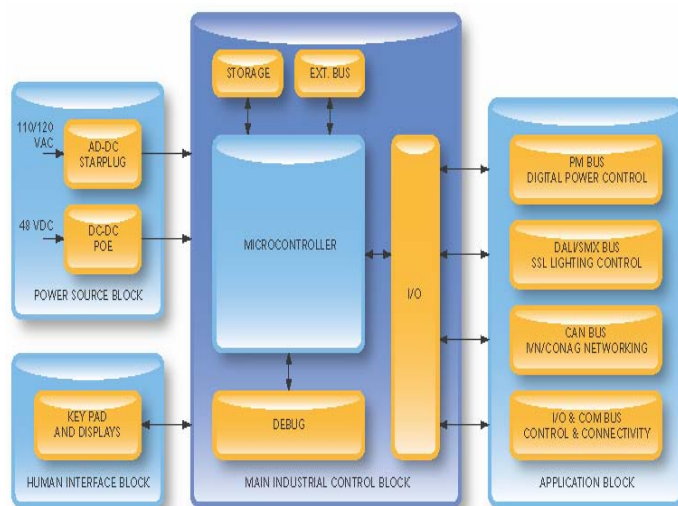 STORAGE
EXT. BUS
110/120
VAC
AD-DC
STARPLUG
48 VDC
DC-DC
POE
POWER SOURCE BLOCK
MICROCONTROLLER
I/O
PM BUS
DIGITAL POWER CONTROL
DALI/SMX BUS
SSL LIGHTING CONTROL
CAN BUS
IVN/CONAG NETWORKING
I/O & COM BUS
CONTROL & CONNECTIVITY
KEY PAD
AND DISPLAYS
DEBUG
HUMAN INTERFACE BLOCK
MAIN INDUSTRIAL CONTROL BLOCK
APPLICATION BLOCK